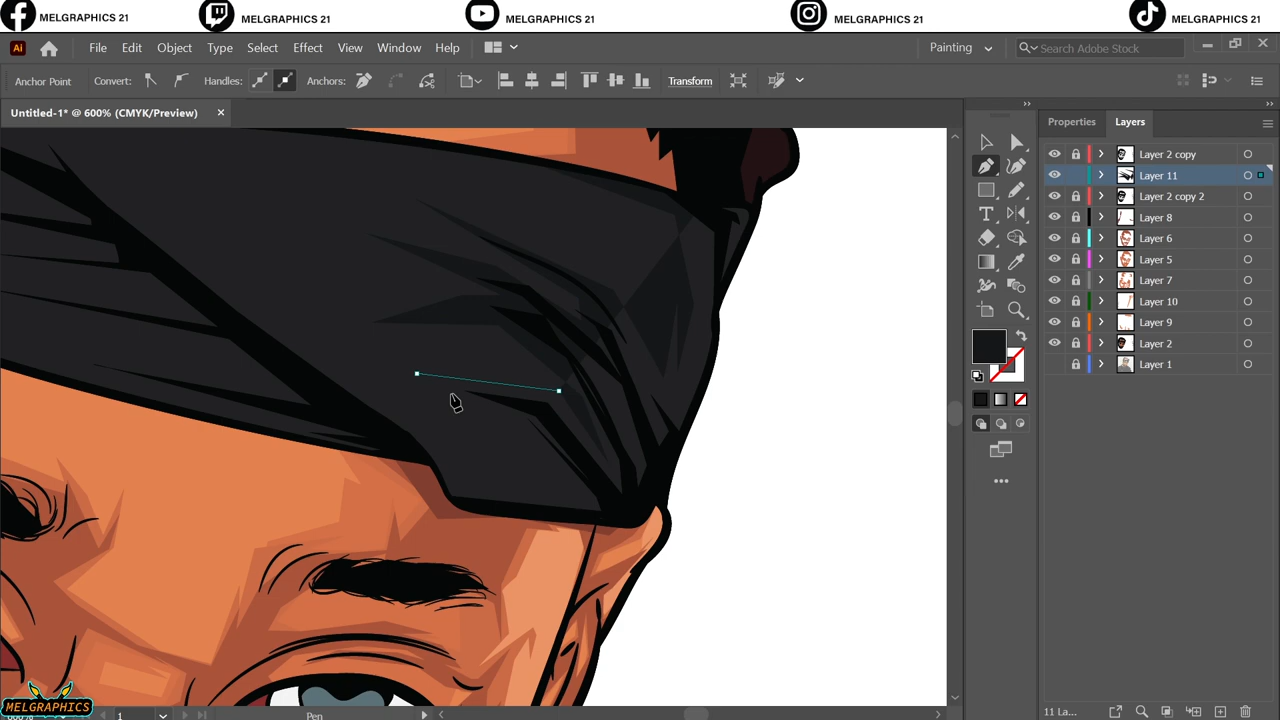 MELGRAPHICS 21 MELGRAPHICS 21 MELGRAPHICS 21 MELGRAPHICS 21 MELGRAPHICS 21
Ai File Edit Object Type Select Effect View Window Help Painting Search Adobe Stock
Anchor Point Convert: Handles: Anchors: Transform
Untitled-1* @ 600% (CMYK/Preview)
Properties Layers
Layer 2 copy
Layer 11
Layer 2 copy 2
Layer 8
Layer 6
Layer 5
Layer 7
Layer 10
Layer 9
Layer 2
Layer 1
MELGRAPHICS
1 Pen
11 La...